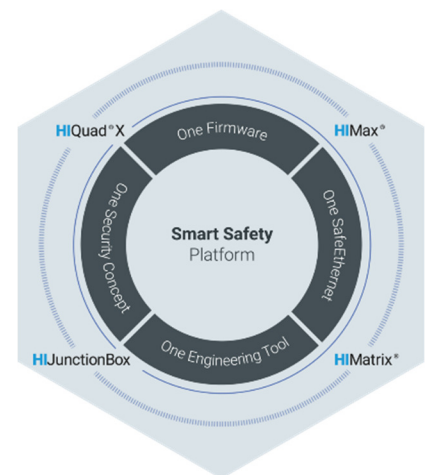 One Firmware
HIQuad®X
HIMax®
One Security Concept
Smart Safety
Platform
One SafeEthernet
One Engineering Tool
HIJunctionBox
HIMatrix®